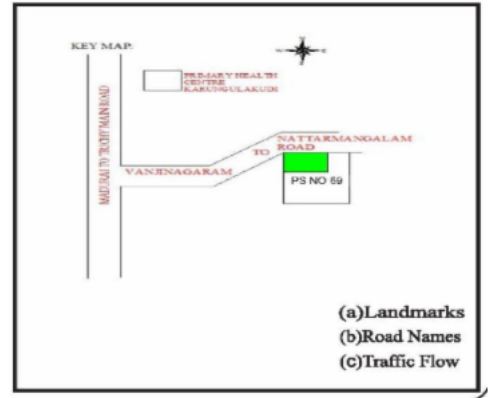 KEY MAP:
PRIMARY HEALTH
CENTRE
KARUNGULAKUDI
MADURAI TO TRICHY MAIN ROAD
NATTARMANGALAM
TO ROAD
VANJINAGARAM
PS NO 69
(a)Landmarks
(b)Road Names
(c)Traffic Flow